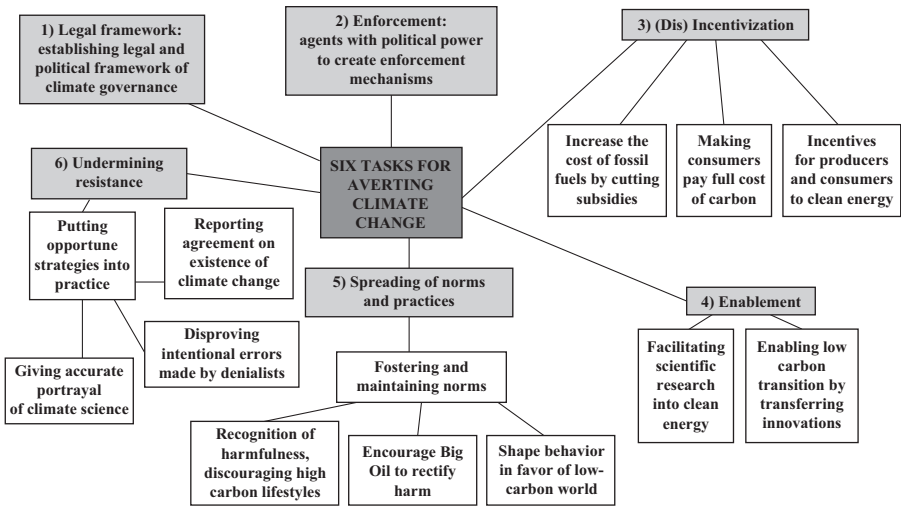 1) Legal framework:
establishing legal and
political framework of
climate governance
2) Enforcement:
agents with political power
to create enforcement
mechanisms
3) (Dis) Incentivization
Increase the
cost of fossil
fuels by cutting
subsidies
Making
consumers
pay full cost
of carbon
Incentives
for producers
and consumers
to clean energy
SIX TASKS FOR
AVERTING
CLIMATE
CHANGE
6) Undermining
resistance
Putting
opportune
strategies into
practice
Reporting
agreement on
existence of
climate change
Disproving
intentional errors
made by denialists
Giving accurate
portrayal
of climate science
5) Spreading of norms
and practices
Fostering and
maintaining norms
Recognition of
harmfulness,
discouraging high
carbon lifestyles
Encourage Big
Oil to rectify
harm
Shape behavior
in favor of low-
carbon world
4) Enablement
Facilitating
scientific
research
into clean
energy
Enabling low
carbon
transition by
transferring
innovations